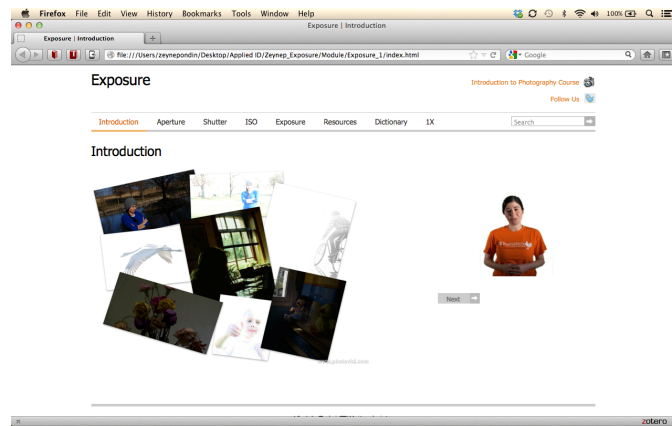 Firefox File Edit View History Bookmarks Tools Window Help 100%
Exposure | Introduction
Exposure | Introduction
file:///Users/zeynepondin/Desktop/Applied ID/Zeynep_Exposure/Module/Exposure_1/index.html Google
Exposure
Introduction to Photography Course
Follow Us
Introduction Aperture Shutter ISO Exposure Resources Dictionary 1X Search
Introduction
Next
zotero